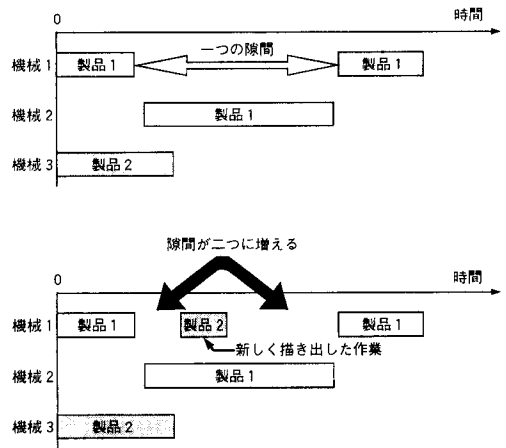 0
時間
一つの隙間
機械1
製品1
製品1
機械2
製品1
機械3
製品2
隙間が二つに増える
0
時間
機械1
製品1
製品2
製品1
新しく描き出した作業
機械2
製品1
機械3
製品2